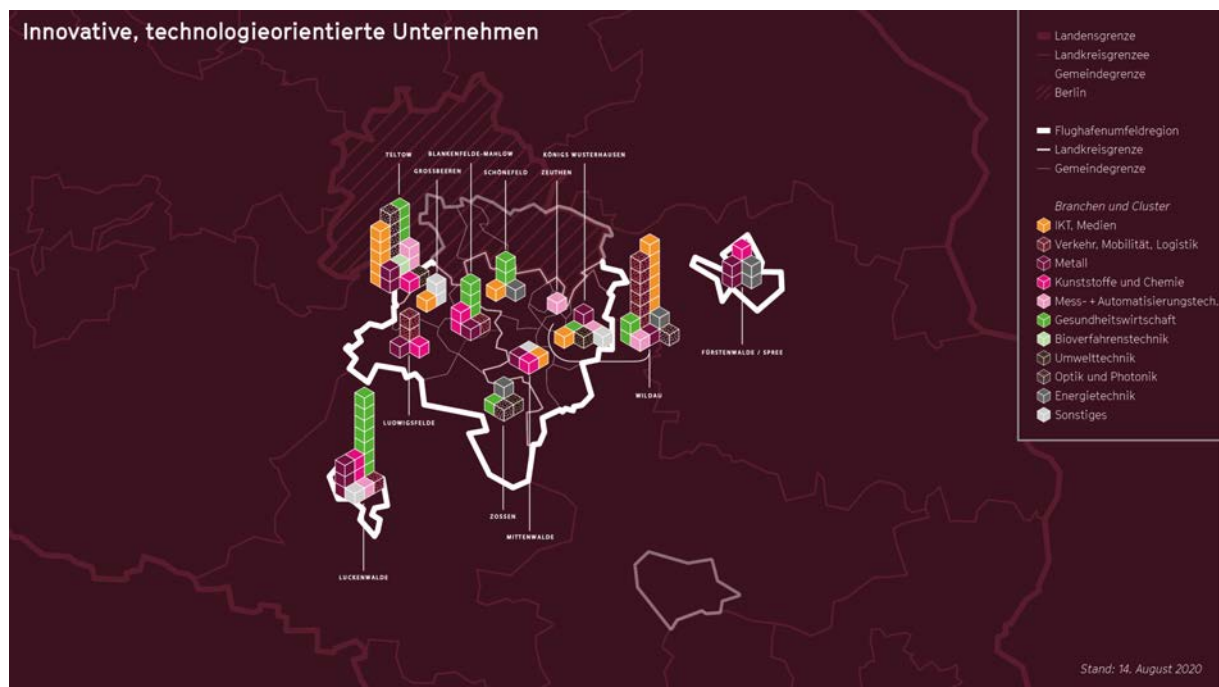 Innovative, technologieorientierte Unternehmen
Landensgrenze
Landkreisgrenzee
Gemeindegrenze
Berlin
Flughafenumfeldregion
Landkreisgrenze
Gemeindegrenze
Branchen und Cluster
IKT, Medien
Verkehr, Mobilität, Logistik
Metall
Kunststoffe und Chemie
Mess- + Automatisierungstech.
Gesundheitswirtschaft
Bioverfahrenstechnik
Umwelttechnik
Optik und Photonik
Energietechnik
Sonstiges
TELTOW
BLANKENFELDE-MAHLOW
KÖNIGS WUSTERHAUSEN
GROSSBEEREN
SCHÖNEFELD
ZEUTHEN
FÜRSTENWALDE / SPREE
WILDAU
LUDWIGSFELDE
ZOSSEN
MITTENWALDE
LUCKENWALDE
Stand: 14. August 2020